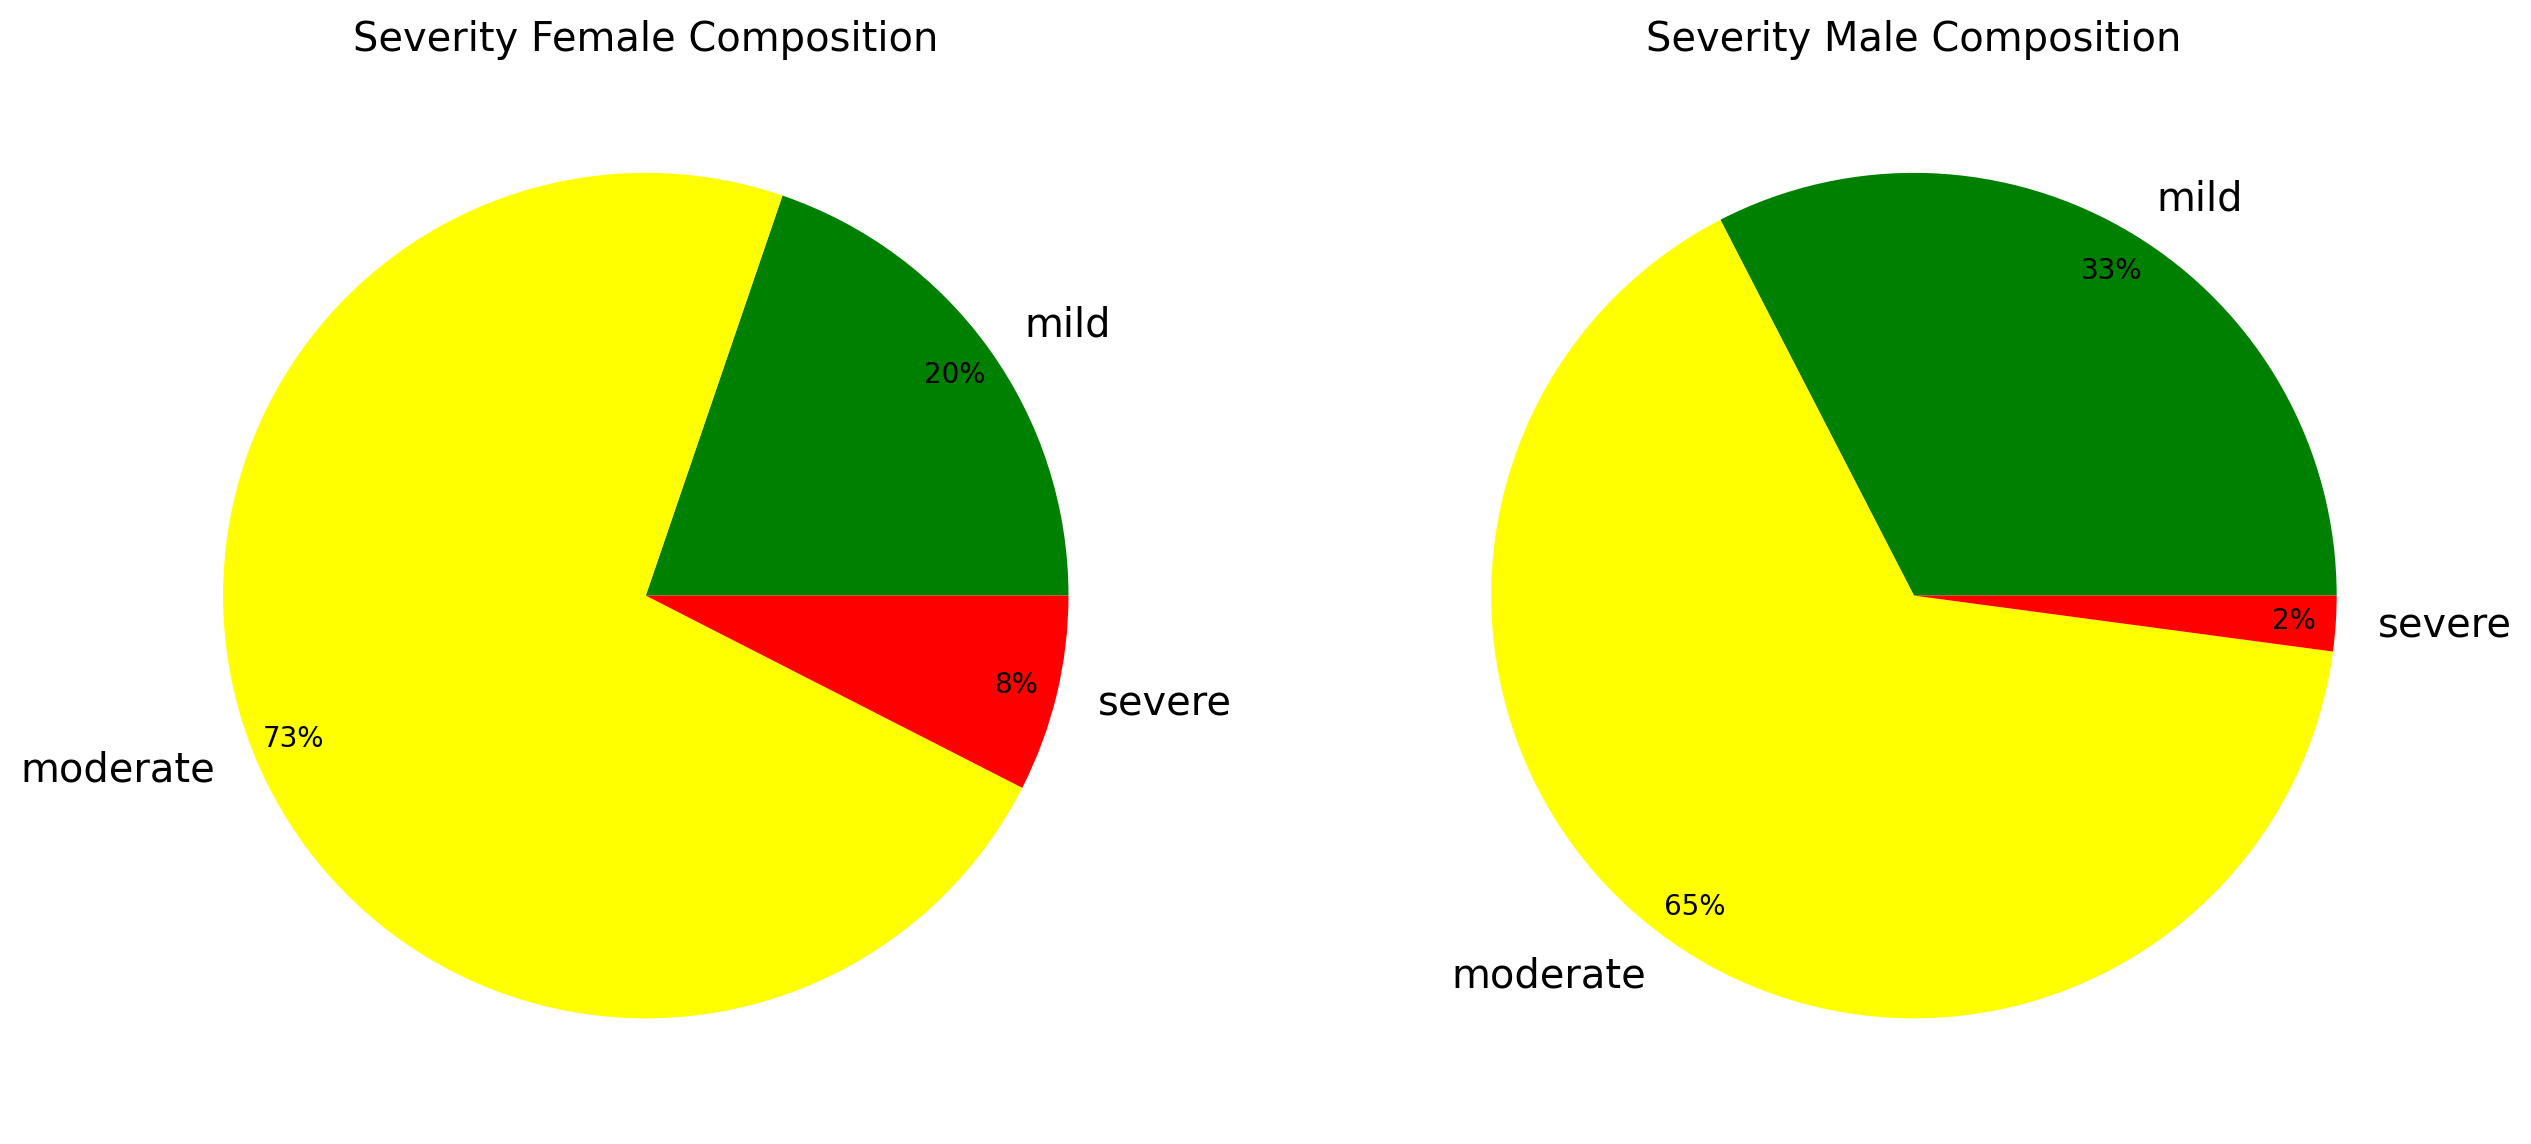 Severity Female Composition
mild
20%
8%
severe
73%
moderate
Severity Male Composition
mild
33%
2%
severe
65%
moderate